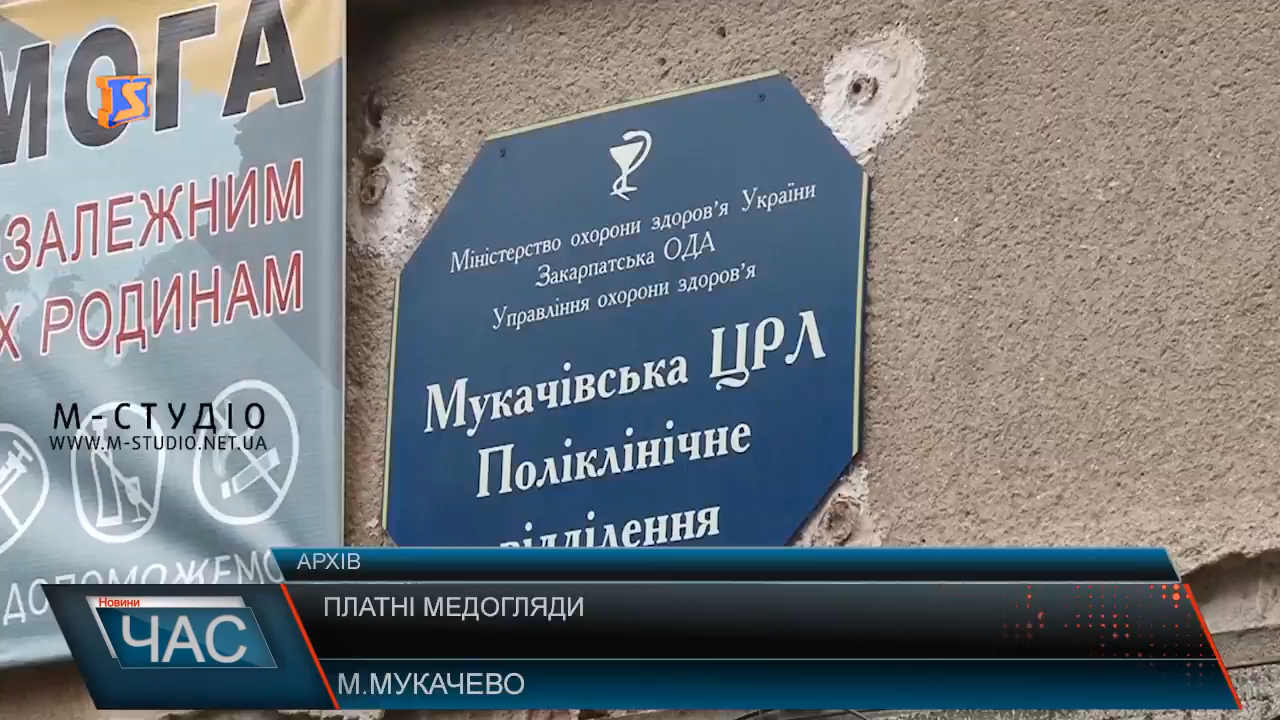 МОГА
ЗАЛЕЖНИМ
Х РОДИНАМ
М-СТУДІО
WWW.M-STUDIO.NET.UA
ДОПОМОЖЕМО
Міністерство охорони здоров'я України
Закарпатська ОДА
Управління охорони здоров'я
Мукачівська ЦРЛ
Поліклінічне
відділення
АРХІВ
Новини
ЧАС
ПЛАТНІ МЕДОГЛЯДИ
М.МУКАЧЕВО